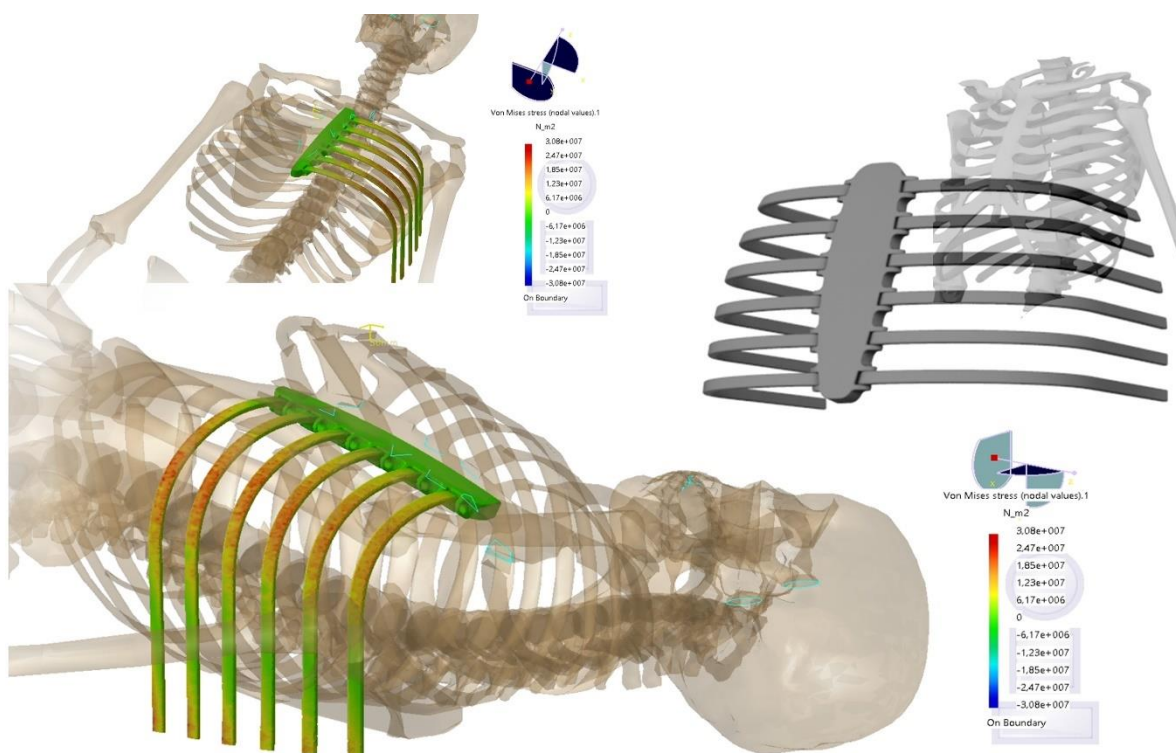 Von Mises stress (nodal values).1
N_m2
3,08e+007
2,47e+007
1,85e+007
1,23e+007
6,17e+006
0
-6,17e+006
-1,23e+007
-1,85e+007
-2,47e+007
-3,08e+007
On Boundary
Von Mises stress (nodal values).1
N_m2
3,08e+007
2,47e+007
1,85e+007
1,23e+007
6,17e+006
0
-6,17e+006
-1,23e+007
-1,85e+007
-2,47e+007
-3,08e+007
On Boundary